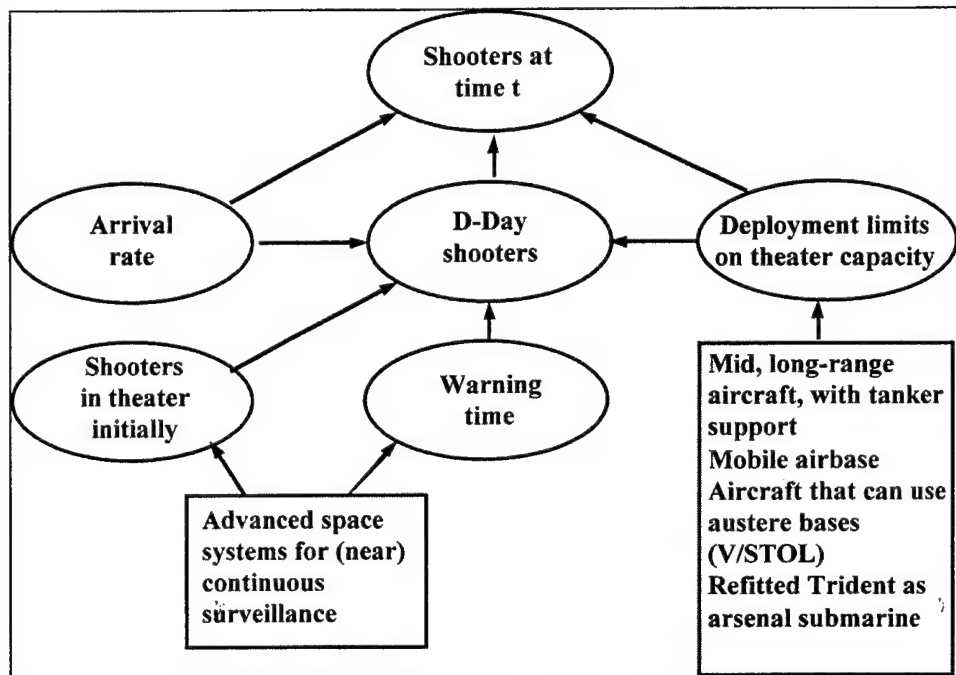 Shooters at
time t
Arrival
rate
D-Day
shooters
Deployment limits
on theater capacity
Shooters
in theater
initially
Warning
time
Mid, long-range
aircraft, with tanker
support
Mobile airbase
Aircraft that can use
austere bases
(V/STOL)
Refitted Trident as
arsenal submarine
Advanced space
systems for (near)
continuous
surveillance